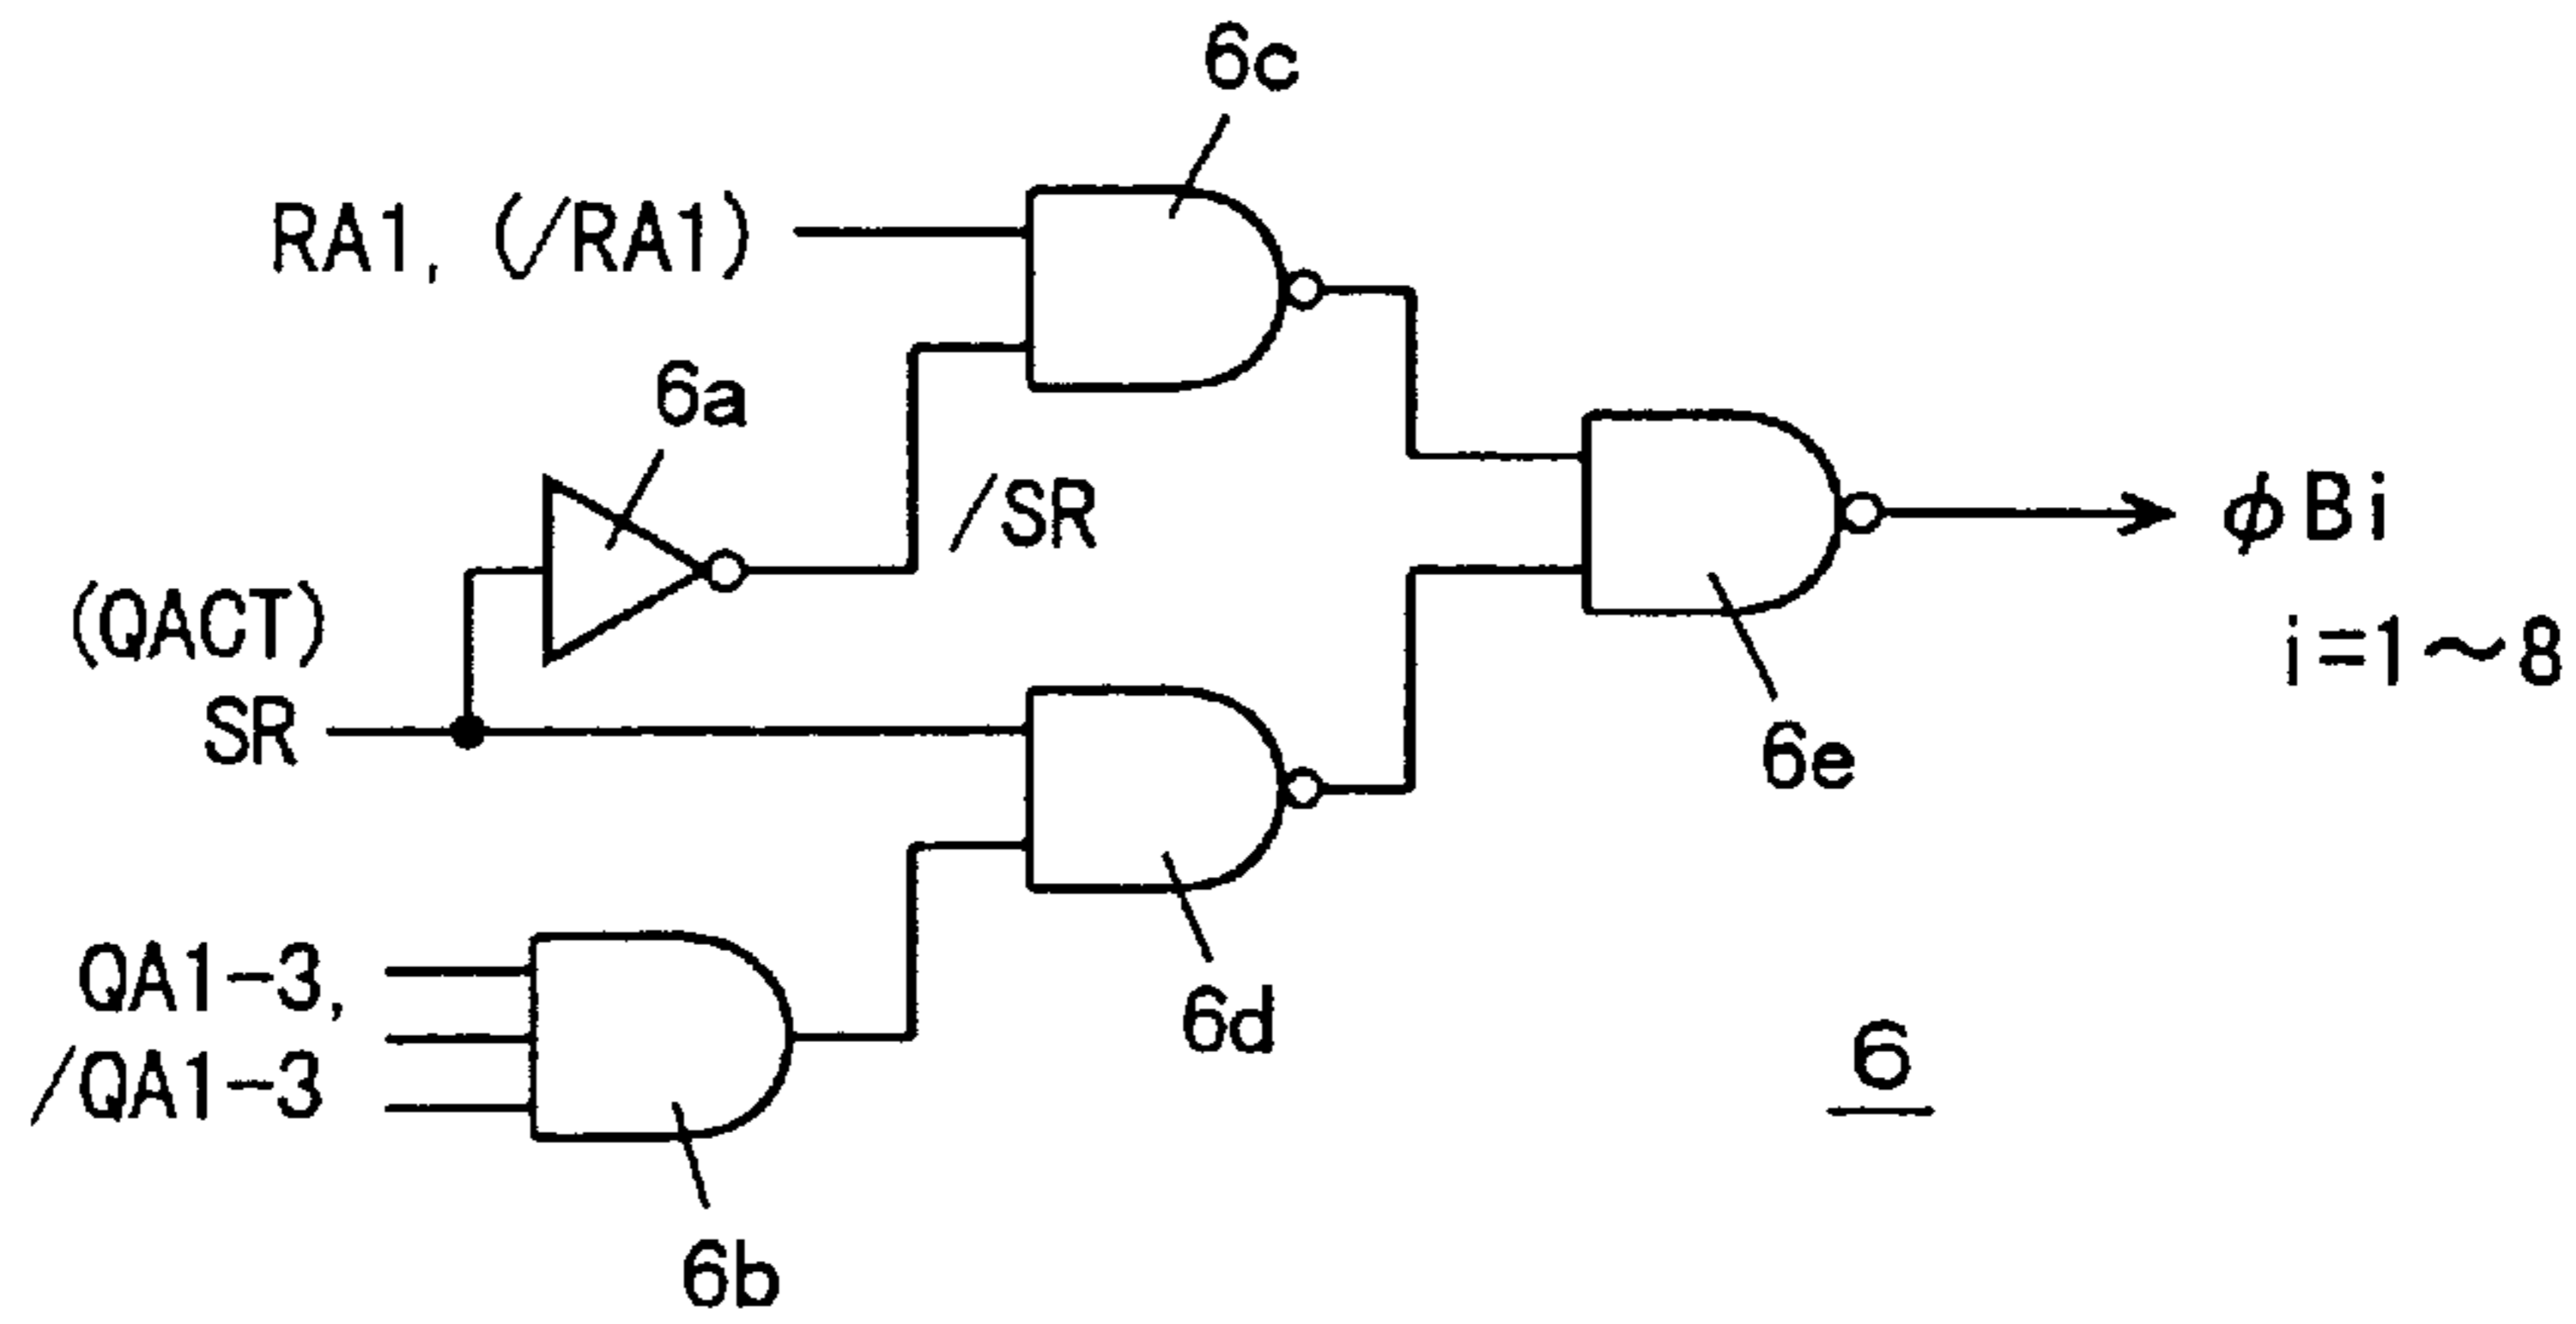 6c
RA1, (/RA1)
6a
/SR
ϕBi
(QACT)
i=1~8
SR
6e
QA1-3,
6d
/QA1-3
6
6b